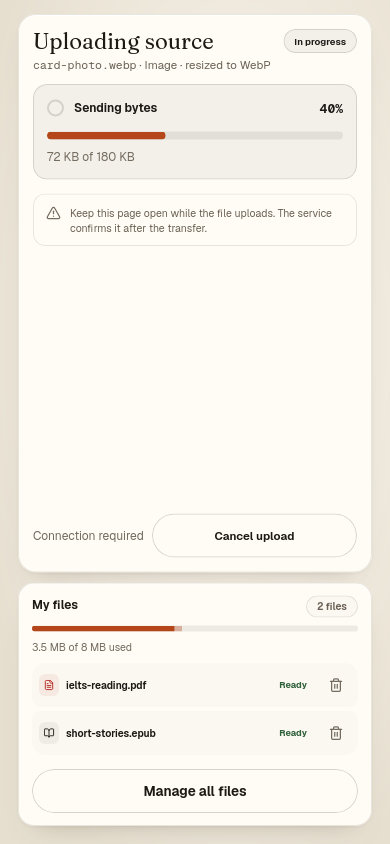 Uploading source
In progress
card-photo.webp · Image · resized to WebP
Sending bytes
40%
72 KB of 180 KB
Keep this page open while the file uploads. The service
confirms it after the transfer.
Connection required
Cancel upload
My files
2 files
3.5 MB of 8 MB used
ielts-reading.pdf
Ready
short-stories.epub
Ready
Manage all files